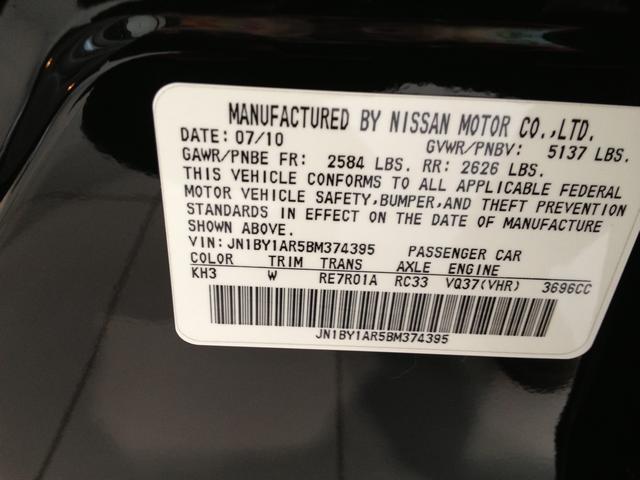 MANUFACTURED BY NISSAN MOTOR CO.,LTD.
DATE: 07/10 GVWR/PNBV: 5137 LBS.
GAWR/PNBE FR: 2584 LBS. RR: 2626 LBS.
THIS VEHICLE CONFORMS TO ALL APPLICABLE FEDERAL
MOTOR VEHICLE SAFETY,BUMPER,AND THEFT PREVENTION
STANDARDS IN EFFECT ON THE DATE OF MANUFACTURE
SHOWN ABOVE.
VIN: JN1BY1AR5BM374395 PASSENGER CAR
COLOR TRIM TRANS AXLE ENGINE
KH3 W RE7R01A RC33 VQ37(VHR) 3696CC
JN1BY1AR5BM374395